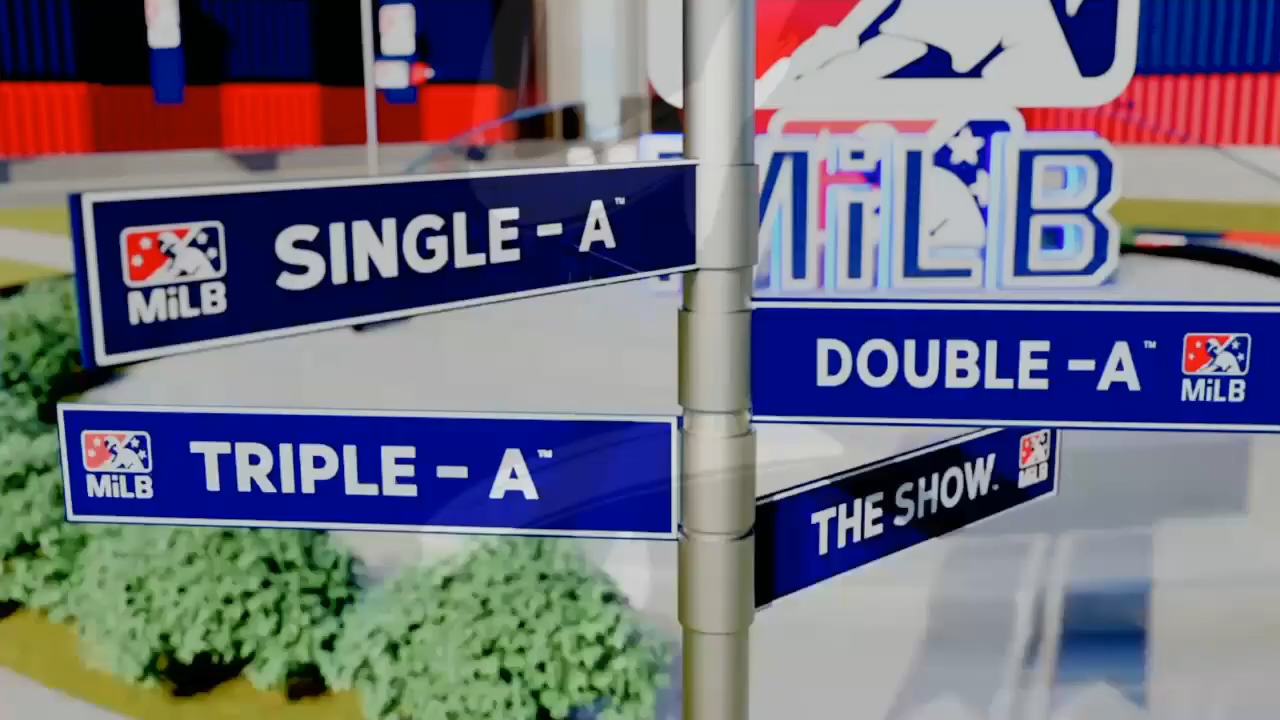 MiLB
MiLB SINGLE - A™
DOUBLE - A™ MiLB
MiLB TRIPLE - A™
THE SHOW. MiLB